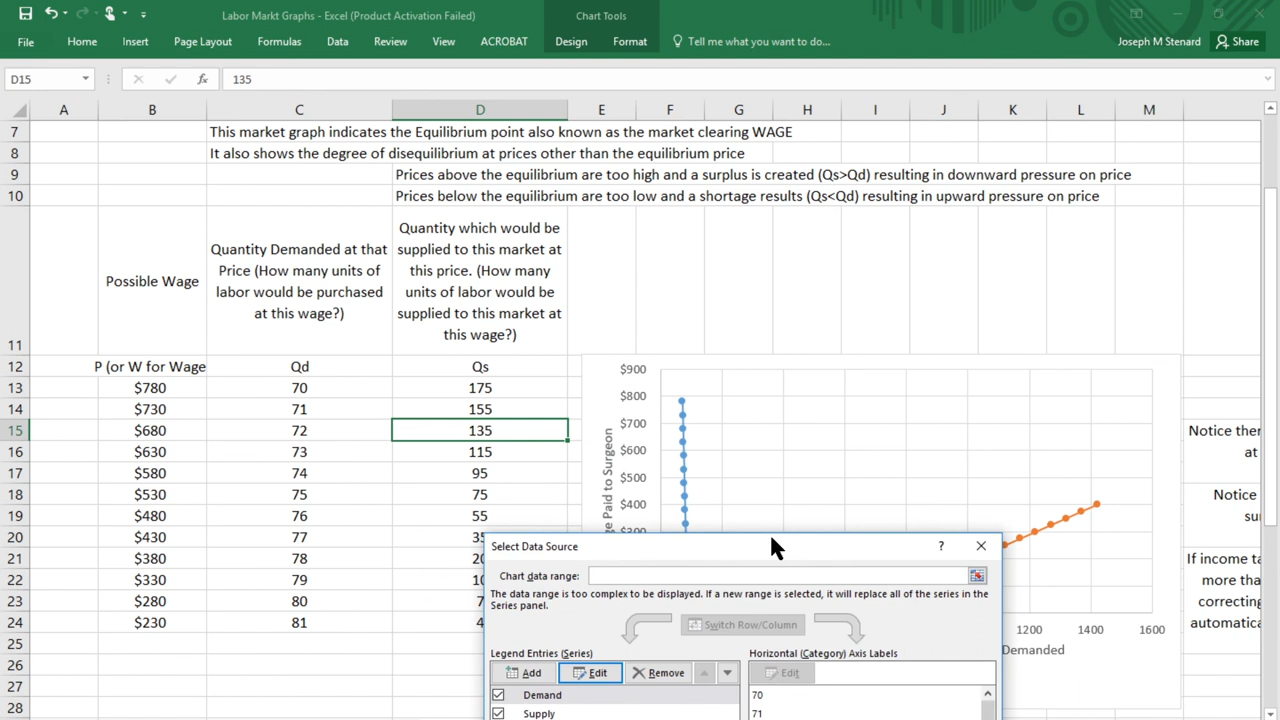 Labor Markt Graphs - Excel (Product Activation Failed)
Chart Tools
File Home Insert Page Layout Formulas Data Review View ACROBAT Design Format Tell me what you want to do... Joseph M Stenard Share
D15 fx 135
A B C D E F G H I J K L M
7 This market graph indicates the Equilibrium point also known as the market clearing WAGE
8 It also shows the degree of disequilibrium at prices other than the equilibrium price
9 Prices above the equilibrium are too high and a surplus is created (Qs>Qd) resulting in downward pressure on price
10 Prices below the equilibrium are too low and a shortage results (Qs<Qd) resulting in upward pressure on price
Possible Wage
Quantity Demanded at that
Price (How many units of
labor would be purchased
at this wage?)
Quantity which would be
supplied to this market at
this price. (How many
units of labor would be
supplied to this market at
this wage?)
11
12 P (or W for Wage Qd Qs
13 $780 70 175
14 $730 71 155
15 $680 72 135
16 $630 73 115
17 $580 74 95
18 $530 75 75
19 $480 76 55
20 $430 77 35
21 $380 78 20
22 $330 79 10
23 $280 80 7
24 $230 81 4
25
26
27
28
$900
$800
$700
$600
$500
$400
$300
Paid to Surgeon
1200 1400 1600
Demanded
Notice ther
at
Notice
su
If income ta
more tha
correcting
automatica
Select Data Source ?
Chart data range:
The data range is too complex to be displayed. If a new range is selected, it will replace all of the series in the
Series panel.
Switch Row/Column
Legend Entries (Series)
Add Edit Remove
Demand
Supply
Horizontal (Category) Axis Labels
Edit
70
71